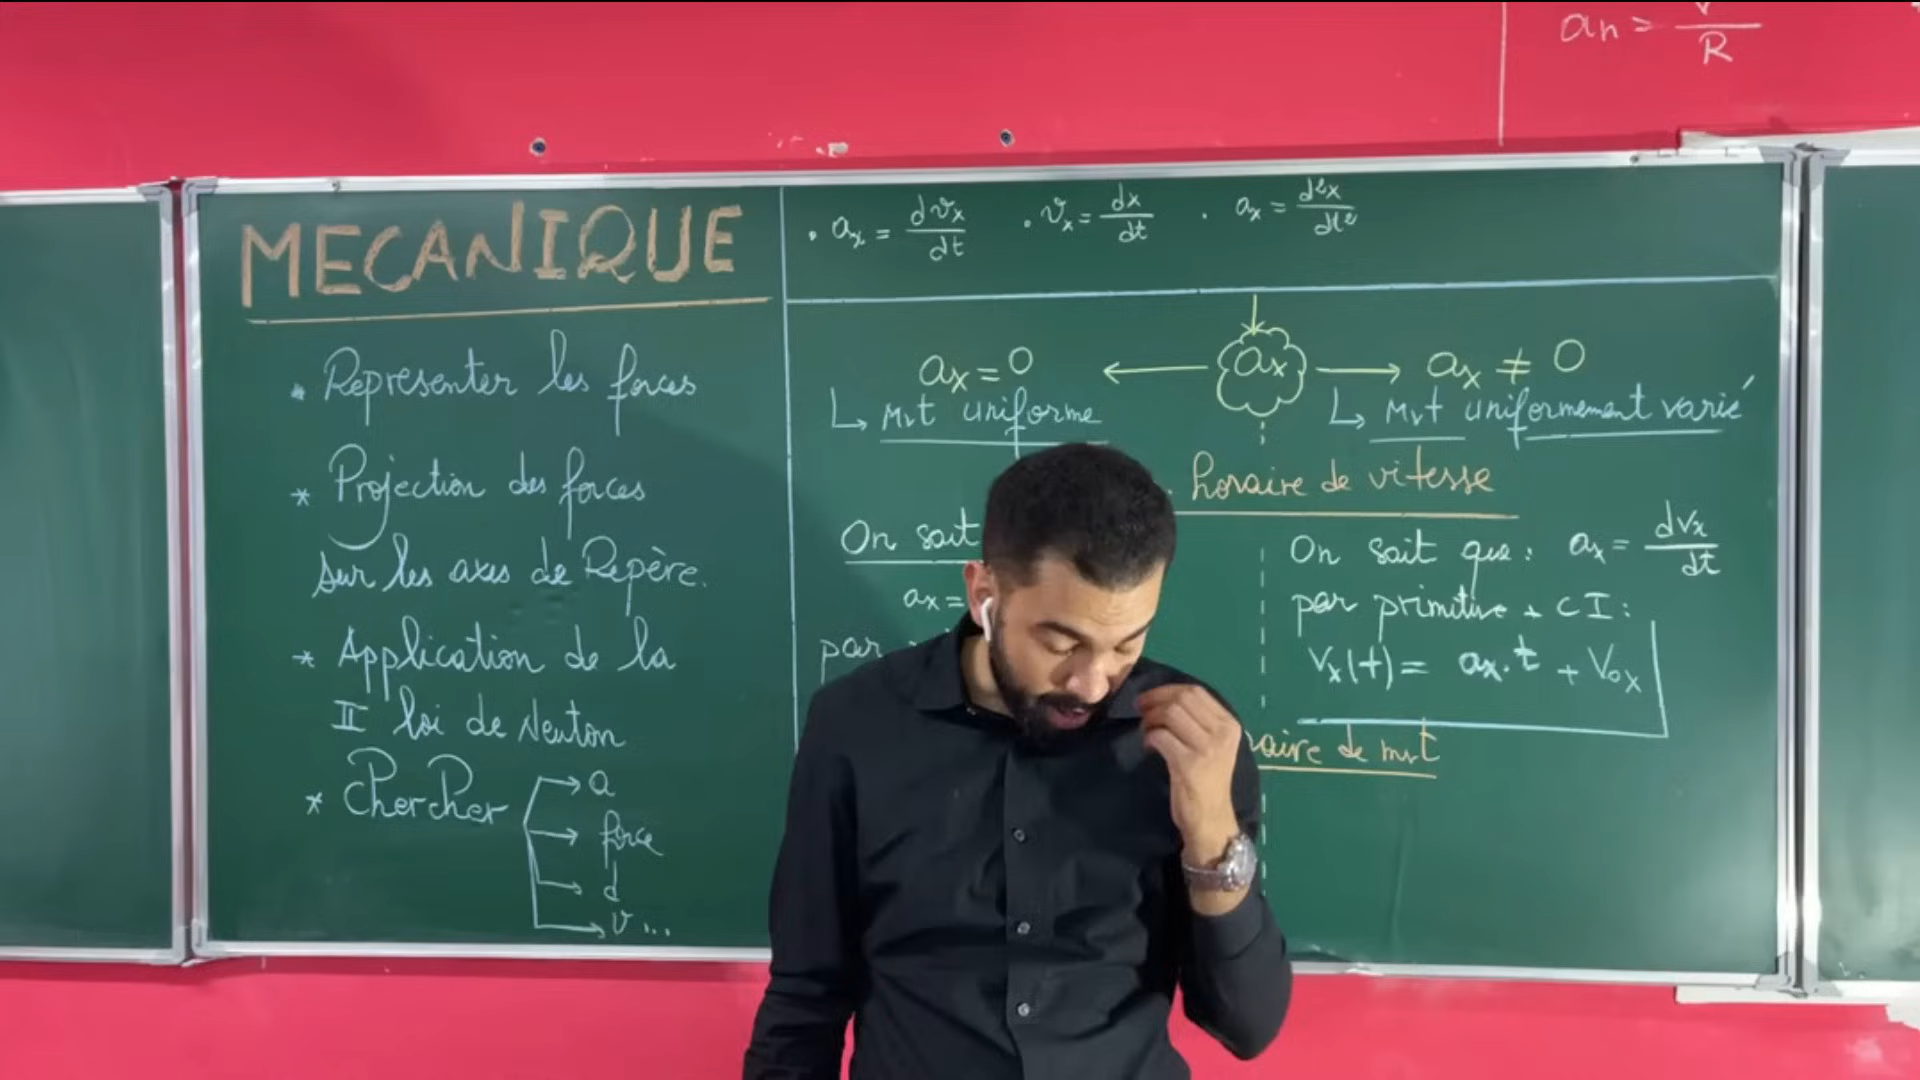 an = V / R
MECANIQUE
* Représenter les forces
* Projection des forces
sur les axes de Repère.
* Application de la
II loi de Newton
* Chercher → a
→ force
→ d
→ v ...
• ax = dvx/dt • vx = dx/dt • ax = d²x/dt²
ax = 0 ← ax → ax ≠ 0
↳ Mvt uniforme ↳ Mvt uniformement varié
horaire de vitesse
On sait
ax =
par
On sait que : ax = dvx/dt
par primitive + CI :
Vx(t) = ax.t + V0x
raire de mvt